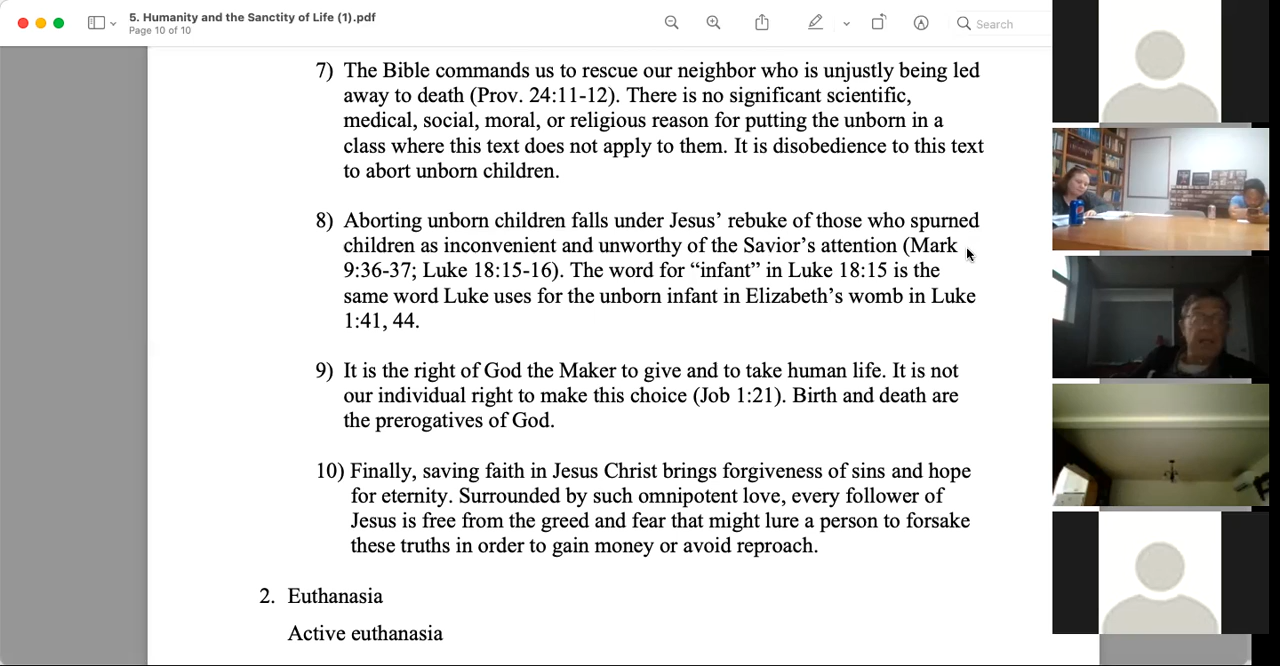 5. Humanity and the Sanctity of Life (1).pdf
Page 10 of 10
Search
7) The Bible commands us to rescue our neighbor who is unjustly being led
away to death (Prov. 24:11-12). There is no significant scientific,
medical, social, moral, or religious reason for putting the unborn in a
class where this text does not apply to them. It is disobedience to this text
to abort unborn children.
8) Aborting unborn children falls under Jesus’ rebuke of those who spurned
children as inconvenient and unworthy of the Savior’s attention (Mark
9:36-37; Luke 18:15-16). The word for “infant” in Luke 18:15 is the
same word Luke uses for the unborn infant in Elizabeth’s womb in Luke
1:41, 44.
9) It is the right of God the Maker to give and to take human life. It is not
our individual right to make this choice (Job 1:21). Birth and death are
the prerogatives of God.
10) Finally, saving faith in Jesus Christ brings forgiveness of sins and hope
for eternity. Surrounded by such omnipotent love, every follower of
Jesus is free from the greed and fear that might lure a person to forsake
these truths in order to gain money or avoid reproach.
2. Euthanasia
Active euthanasia